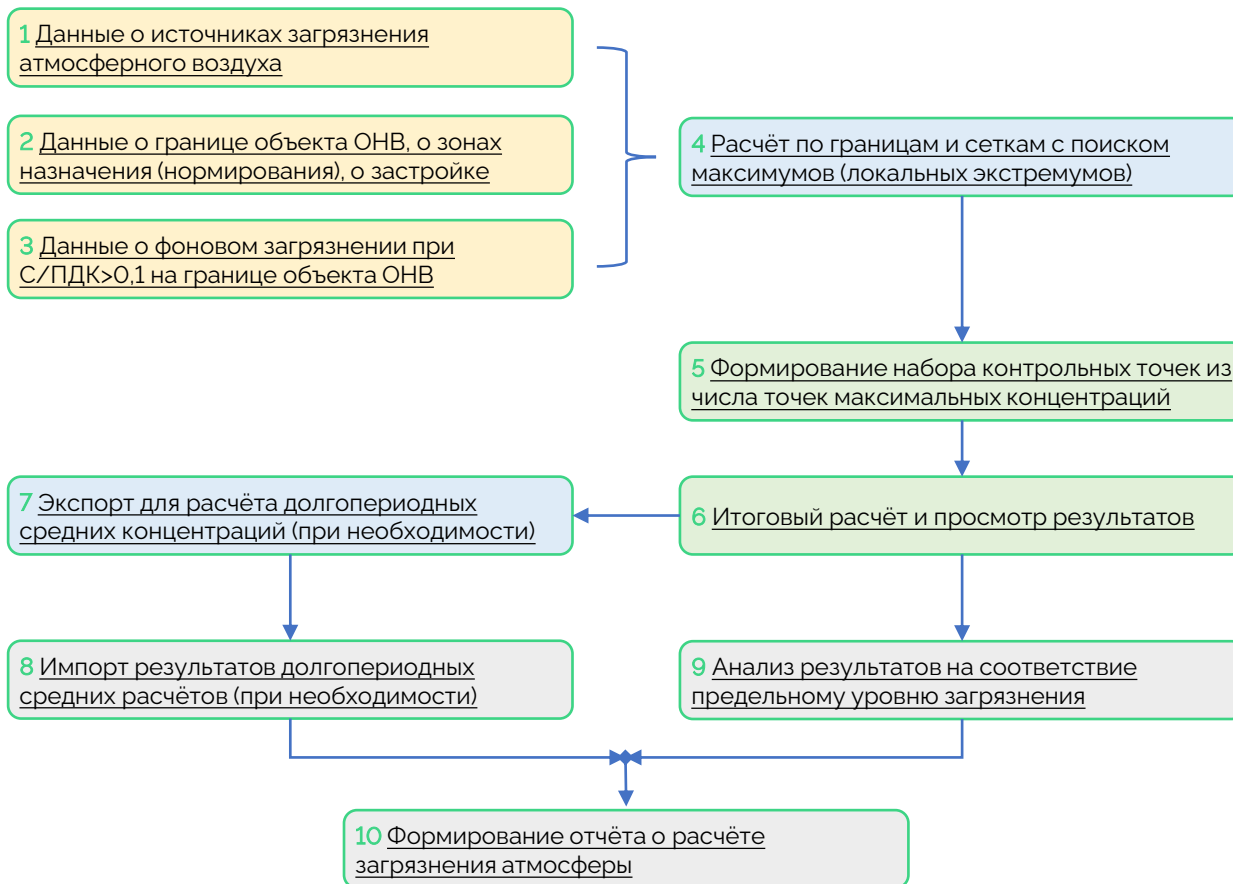 1 Данные о источниках загрязнения
атмосферного воздуха
2 Данные о границе объекта ОНВ, о зонах
назначения (нормирования), о застройке
3 Данные о фоновом загрязнении при
С/ПДК>0,1 на границе объекта ОНВ
4 Расчёт по границам и сеткам с поиском
максимумов (локальных экстремумов)
5 Формирование набора контрольных точек из
числа точек максимальных концентраций
6 Итоговый расчёт и просмотр результатов
7 Экспорт для расчёта долгопериодных
средних концентраций (при необходимости)
8 Импорт результатов долгопериодных
средних расчётов (при необходимости)
9 Анализ результатов на соответствие
предельному уровню загрязнения
10 Формирование отчёта о расчёте
загрязнения атмосферы